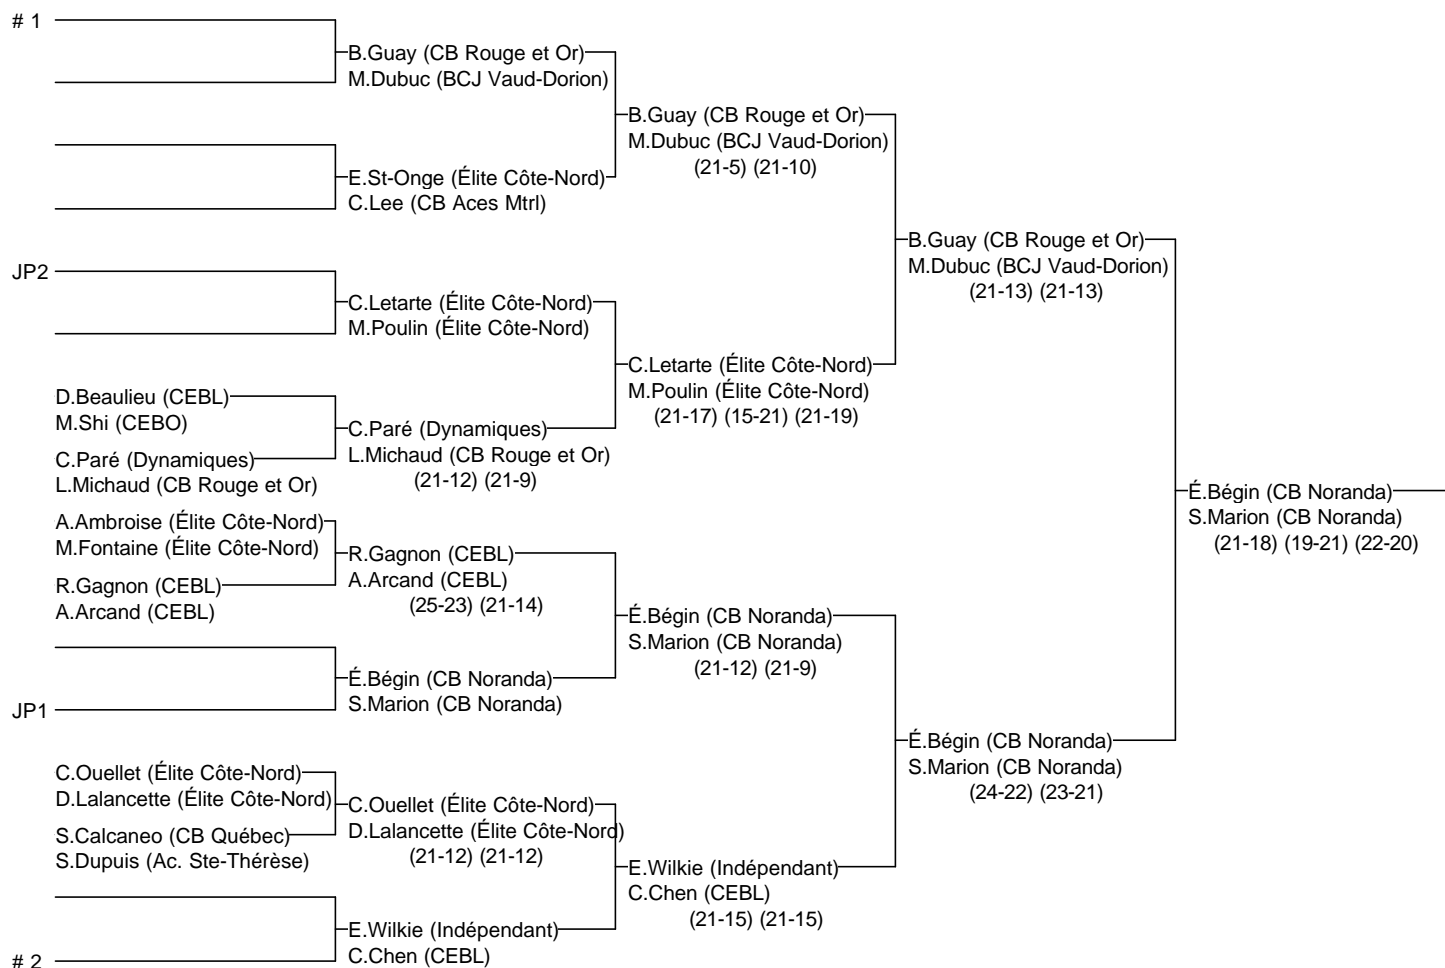 # 1
B.Guay (CB Rouge et Or)
M.Dubuc (BCJ Vaud-Dorion)
B.Guay (CB Rouge et Or)
M.Dubuc (BCJ Vaud-Dorion)
(21-5) (21-10)
E.St-Onge (Élite Côte-Nord)
C.Lee (CB Aces Mtrl)
B.Guay (CB Rouge et Or)
M.Dubuc (BCJ Vaud-Dorion)
(21-13) (21-13)
JP2
C.Letarte (Élite Côte-Nord)
M.Poulin (Élite Côte-Nord)
C.Letarte (Élite Côte-Nord)
M.Poulin (Élite Côte-Nord)
(21-17) (15-21) (21-19)
D.Beaulieu (CEBL)
M.Shi (CEBO)
C.Paré (Dynamiques)
L.Michaud (CB Rouge et Or)
(21-12) (21-9)
C.Paré (Dynamiques)
L.Michaud (CB Rouge et Or)
É.Bégin (CB Noranda)
S.Marion (CB Noranda)
(21-18) (19-21) (22-20)
A.Ambroise (Élite Côte-Nord)
M.Fontaine (Élite Côte-Nord)
R.Gagnon (CEBL)
A.Arcand (CEBL)
(25-23) (21-14)
R.Gagnon (CEBL)
A.Arcand (CEBL)
É.Bégin (CB Noranda)
S.Marion (CB Noranda)
(21-12) (21-9)
É.Bégin (CB Noranda)
S.Marion (CB Noranda)
JP1
É.Bégin (CB Noranda)
S.Marion (CB Noranda)
(24-22) (23-21)
C.Ouellet (Élite Côte-Nord)
D.Lalancette (Élite Côte-Nord)
C.Ouellet (Élite Côte-Nord)
D.Lalancette (Élite Côte-Nord)
(21-12) (21-12)
S.Calcaneo (CB Québec)
S.Dupuis (Ac. Ste-Thérèse)
E.Wilkie (Indépendant)
C.Chen (CEBL)
(21-15) (21-15)
E.Wilkie (Indépendant)
C.Chen (CEBL)
# 2